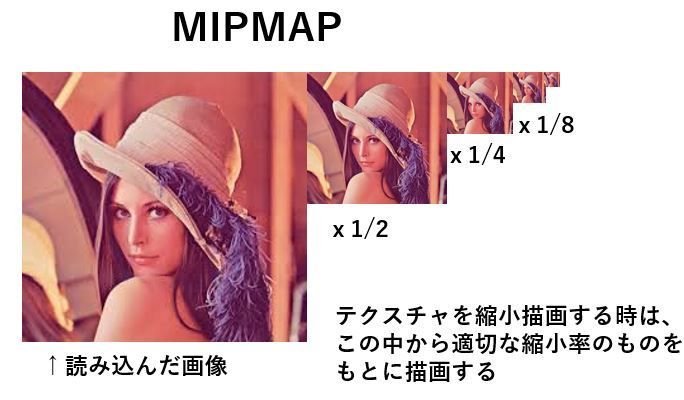 MIPMAP
x 1/8
x 1/4
x 1/2
テクスチャを縮小描画する時は、
この中から適切な縮小率のものを
もとに描画する
↑読み込んだ画像